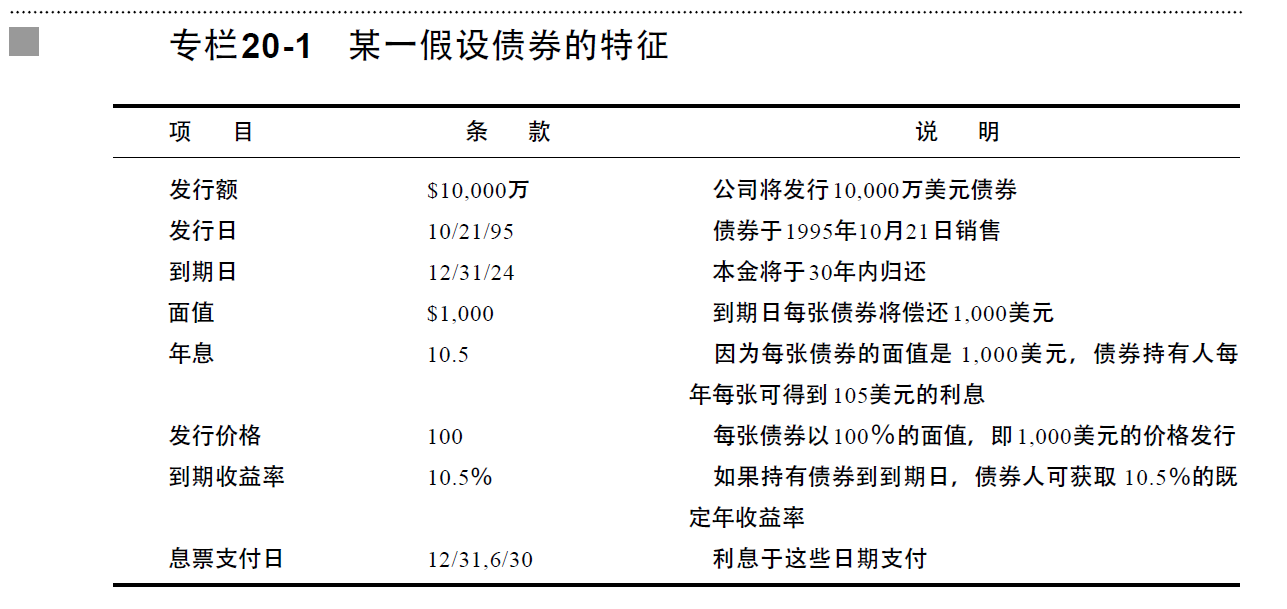 专栏20-1 某一假设债券的特征
项 目 条 款 说 明
发行额 $10,000万 公司将发行10,000万美元债券
发行日 10/21/95 债券于1995年10月21日销售
到期日 12/31/24 本金将于30年内归还
面值 $1,000 到期日每张债券将偿还1,000美元
年息 10.5 因为每张债券的面值是 1,000美元，债券持有人每
年每张可得到105美元的利息
发行价格 100 每张债券以100％的面值，即1,000美元的价格发行
到期收益率 10.5％ 如果持有债券到到期日，债券人可获取 10.5％的既
定年收益率
息票支付日 12/31,6/30 利息于这些日期支付